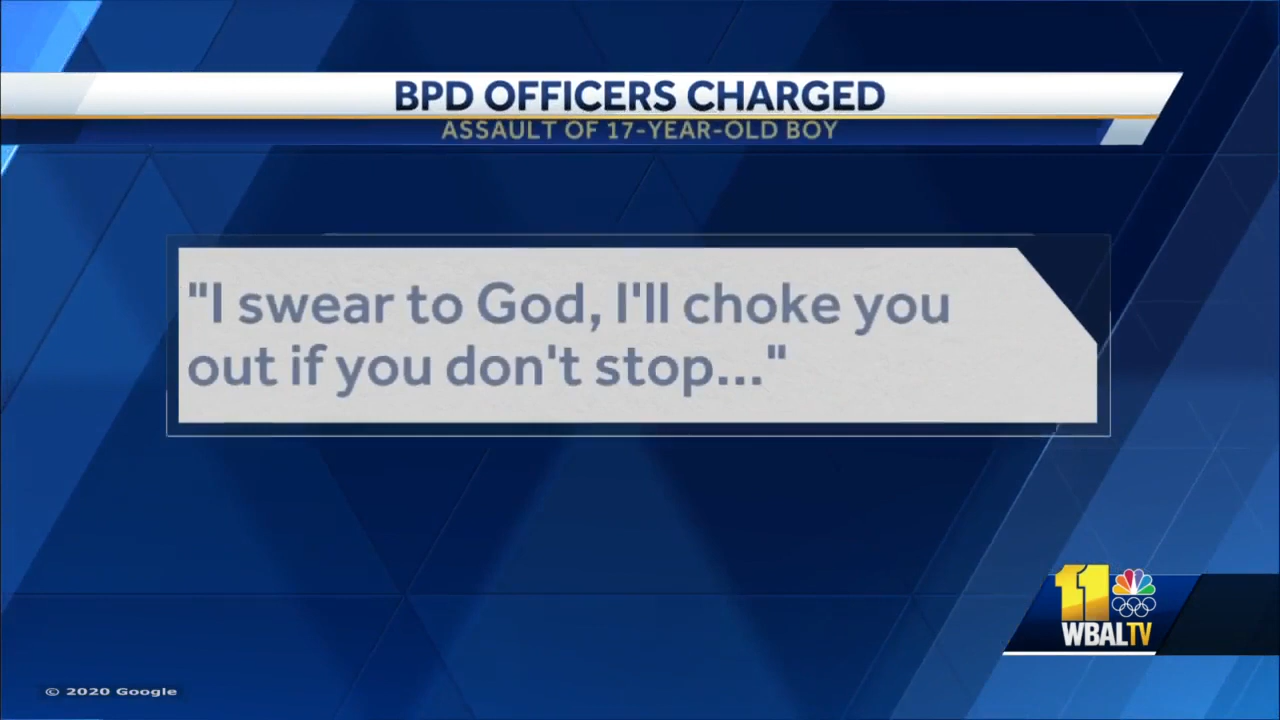 BPD OFFICERS CHARGED
ASSAULT OF 17-YEAR-OLD BOY
"I swear to God, I'll choke you
out if you don't stop..."
11
WBALTV
© 2020 Google